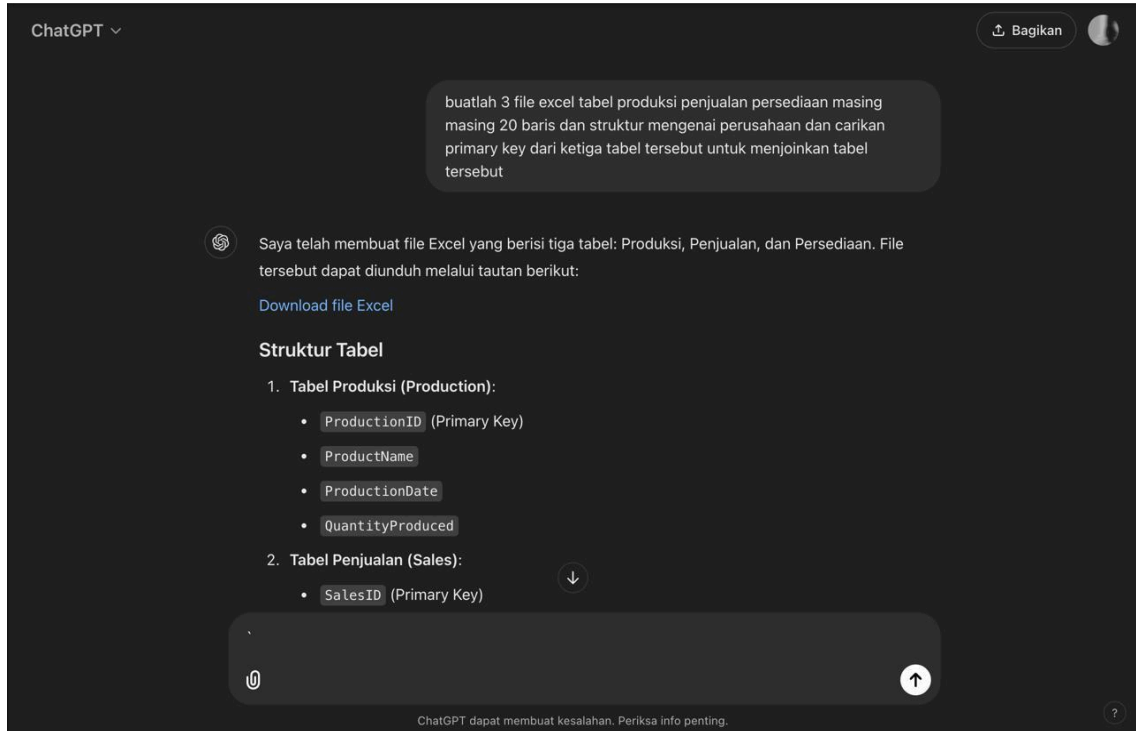 ChatGPT
Bagikan
buatlah 3 file excel tabel produksi penjualan persediaan masing
masing 20 baris dan struktur mengenai perusahaan dan carikan
primary key dari ketiga tabel tersebut untuk menjoinkan tabel
tersebut
Saya telah membuat file Excel yang berisi tiga tabel: Produksi, Penjualan, dan Persediaan. File
tersebut dapat diunduh melalui tautan berikut:
Download file Excel
Struktur Tabel
1. Tabel Produksi (Production):
• ProductionID (Primary Key)
• ProductName
• ProductionDate
• QuantityProduced
2. Tabel Penjualan (Sales):
• SalesID (Primary Key)
`
ChatGPT dapat membuat kesalahan. Periksa info penting.
?